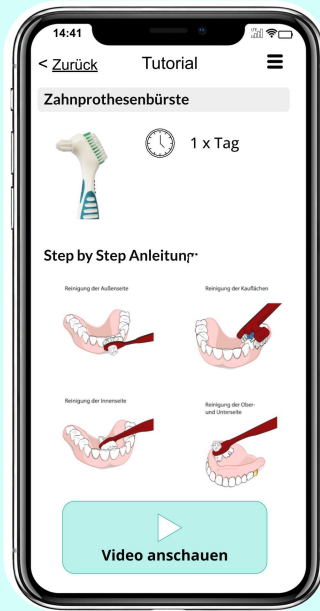 14:41
< Zurück Tutorial
Zahnprothesenbürste
1 x Tag
Step by Step Anleitung:
Reinigung der Außenseite
Reinigung der Kauflächen
Reinigung der Innenseite
Reinigung der Ober-
und Unterseite
Video anschauen